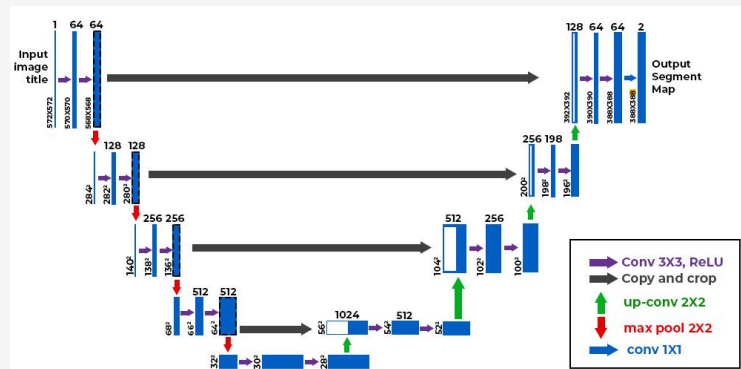 1 64 64
128 64 64 2
Input
image
title
Output
Segment
Map
572X572
570X570
568X568
392X392
390X390
388X388
388X388
128 128
256 198
284²
282²
280²
200²
198²
196²
256 256
512 256
140²
138²
136²
104²
102²
100²
512 512
1024 512
68²
66²
64²
56²
54²
52²
32²
30²
28²
Conv 3X3, ReLU
Copy and crop
up-conv 2X2
max pool 2X2
conv 1X1